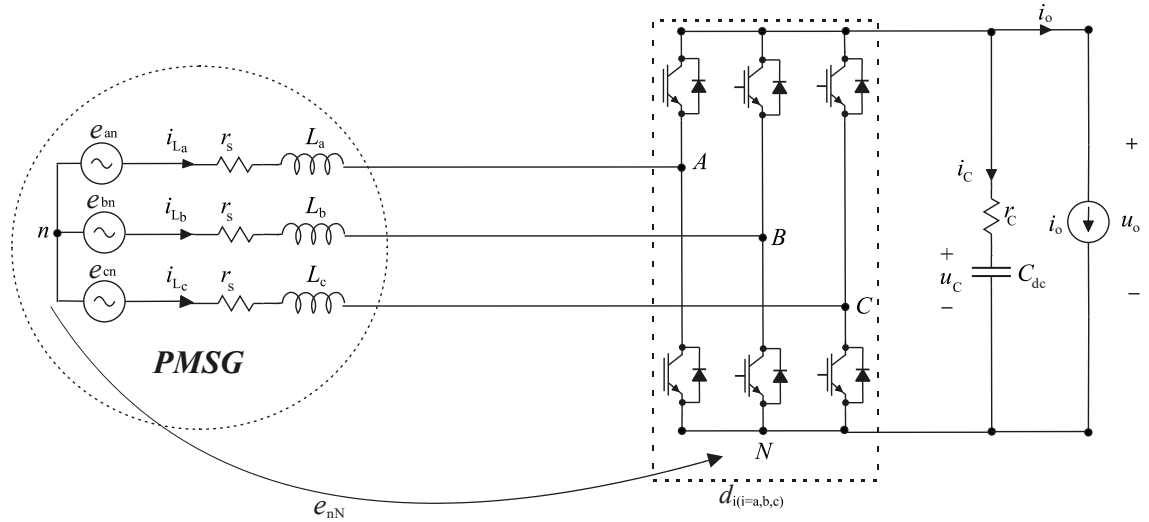 i_o
e_an
i_La
r_s
L_a
A
e_bn
i_Lb
r_s
L_b
n
B
e_cn
i_Lc
r_s
L_c
C
i_C
r_C
+
u_C
−
C_dc
i_o
+
u_o
−
PMSG
N
e_nN
d_i(i=a,b,c)